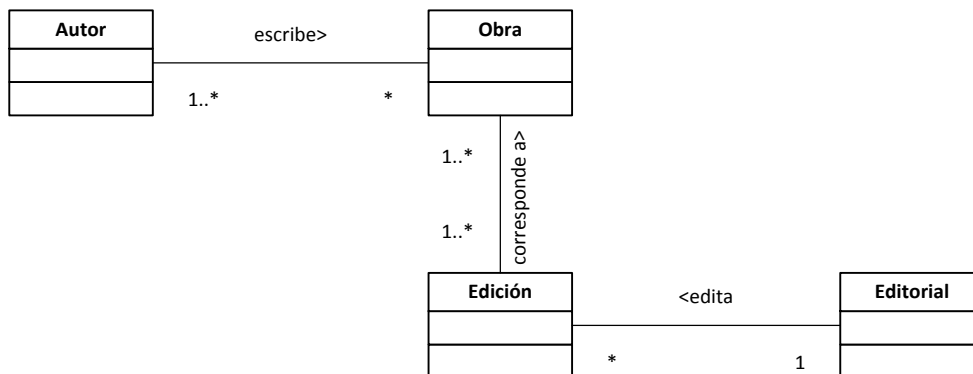 Autor
escribe>
Obra
1..*
*
1..*
corresponde a>
1..*
Edición
<edita
Editorial
*
1